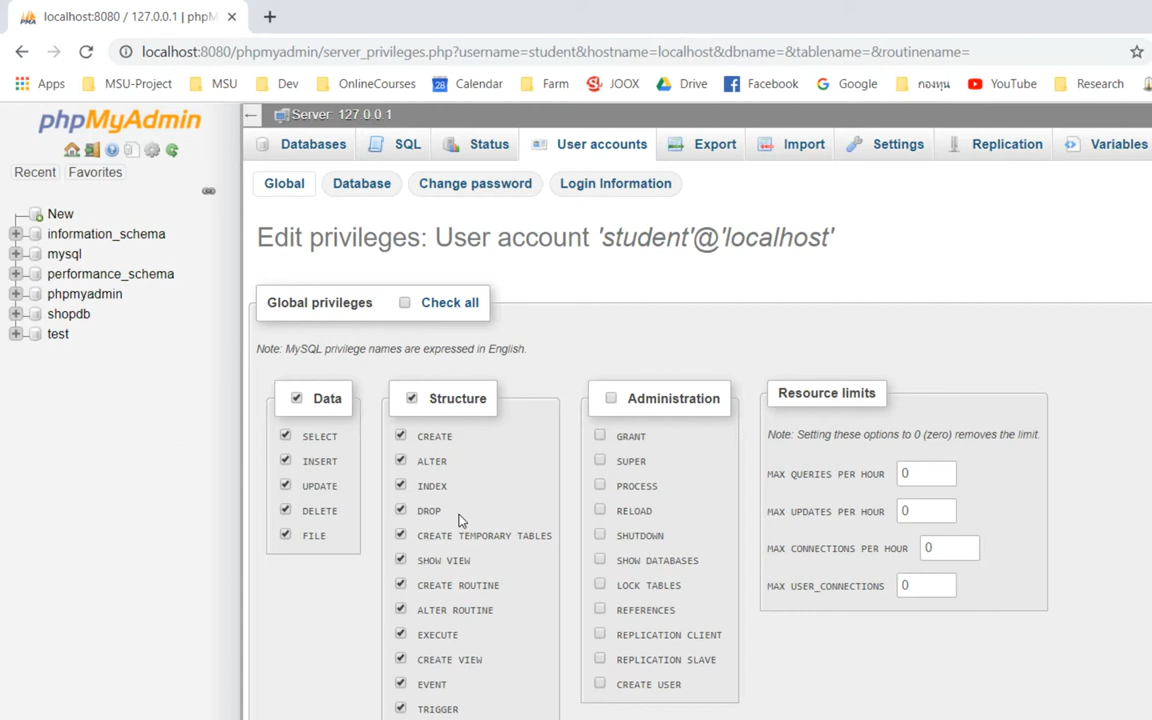 localhost:8080 / 127.0.0.1 | phpM
localhost:8080/phpmyadmin/server_privileges.php?username=student&hostname=localhost&dbname=&tablename=&routinename=
Apps MSU-Project MSU Dev OnlineCourses 28 Calendar Farm JOOX Drive Facebook Google กองทุน YouTube Research
phpMyAdmin
Server: 127.0.0.1
Databases SQL Status User accounts Export Import Settings Replication Variables
Recent Favorites
Global Database Change password Login Information
New
information_schema
mysql
performance_schema
phpmyadmin
shopdb
test
Edit privileges: User account 'student'@'localhost'
Global privileges Check all
Note: MySQL privilege names are expressed in English.
Data
SELECT
INSERT
UPDATE
DELETE
FILE
Structure
CREATE
ALTER
INDEX
DROP
CREATE TEMPORARY TABLES
SHOW VIEW
CREATE ROUTINE
ALTER ROUTINE
EXECUTE
CREATE VIEW
EVENT
TRIGGER
Administration
GRANT
SUPER
PROCESS
RELOAD
SHUTDOWN
SHOW DATABASES
LOCK TABLES
REFERENCES
REPLICATION CLIENT
REPLICATION SLAVE
CREATE USER
Resource limits
Note: Setting these options to 0 (zero) removes the limit.
MAX QUERIES PER HOUR 0
MAX UPDATES PER HOUR 0
MAX CONNECTIONS PER HOUR 0
MAX USER_CONNECTIONS 0